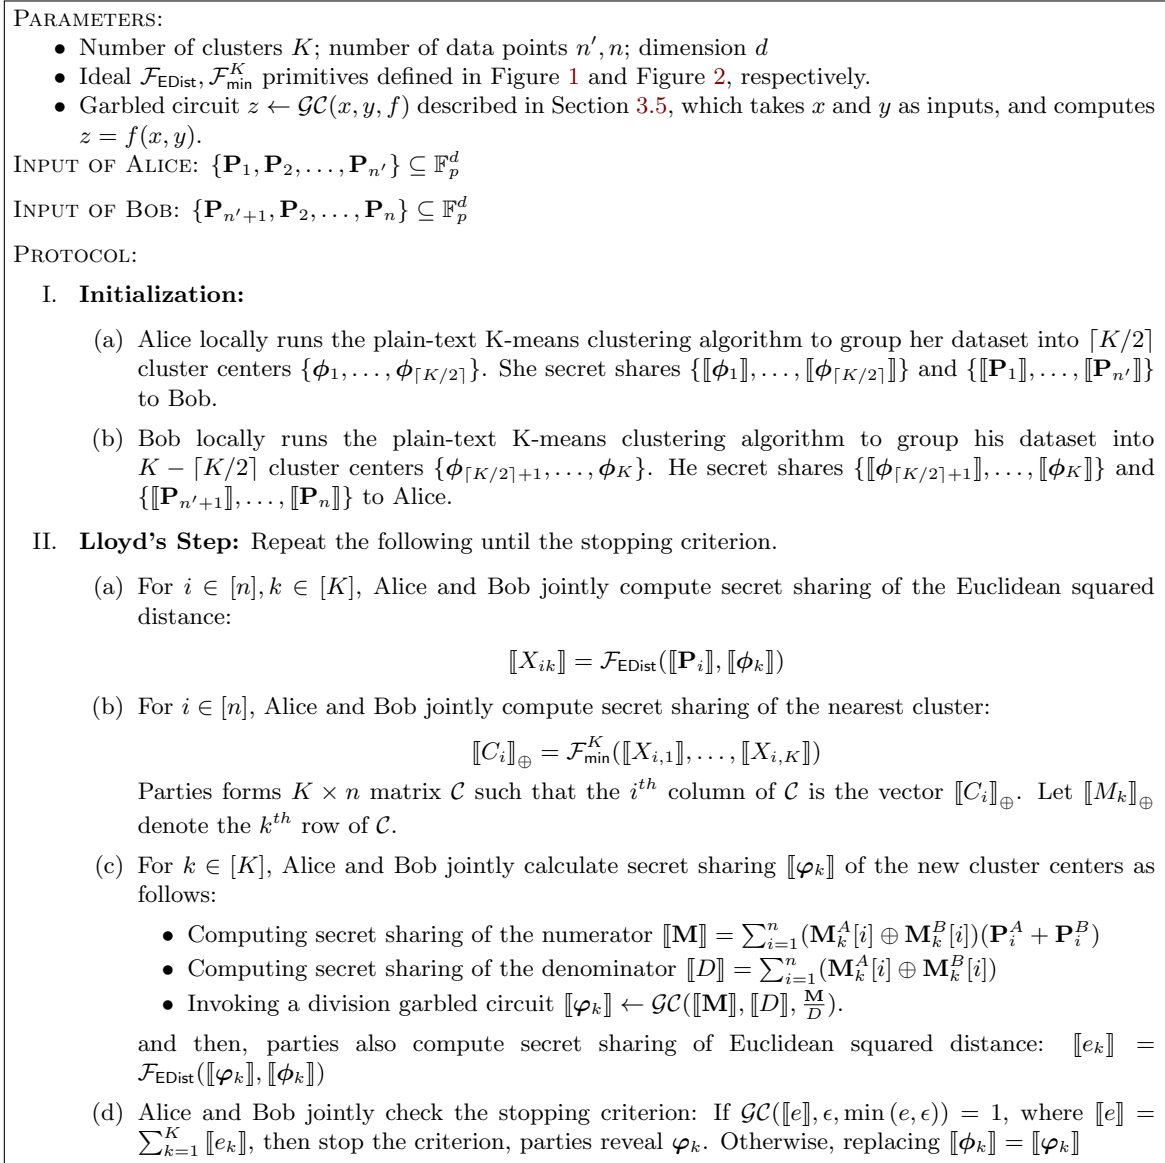 PARAMETERS:
• Number of clusters K; number of data points n′, n; dimension d
• Ideal ℱ_EDist, ℱ^K_min primitives defined in Figure 1 and Figure 2, respectively.
• Garbled circuit z ← 𝒢𝒞(x, y, f) described in Section 3.5, which takes x and y as inputs, and computes
z = f(x, y).
INPUT OF ALICE: {P_1, P_2, . . . , P_{n′}} ⊆ 𝔽_p^d
INPUT OF BOB: {P_{n′+1}, P_2, . . . , P_n} ⊆ 𝔽_p^d
PROTOCOL:
I. Initialization:
(a) Alice locally runs the plain-text K-means clustering algorithm to group her dataset into ⌈K/2⌉
cluster centers {ϕ_1, . . . , ϕ_{⌈K/2⌉}}. She secret shares {⟦ϕ_1⟧, . . . , ⟦ϕ_{⌈K/2⌉}⟧} and {⟦P_1⟧, . . . , ⟦P_{n′}⟧}
to Bob.
(b) Bob locally runs the plain-text K-means clustering algorithm to group his dataset into
K − ⌈K/2⌉ cluster centers {ϕ_{⌈K/2⌉+1}, . . . , ϕ_K}. He secret shares {⟦ϕ_{⌈K/2⌉+1}⟧, . . . , ⟦ϕ_K⟧} and
{⟦P_{n′+1}⟧, . . . , ⟦P_n⟧} to Alice.
II. Lloyd's Step: Repeat the following until the stopping criterion.
(a) For i ∈ [n], k ∈ [K], Alice and Bob jointly compute secret sharing of the Euclidean squared
distance:
⟦X_{ik}⟧ = ℱ_EDist(⟦P_i⟧, ⟦ϕ_k⟧)
(b) For i ∈ [n], Alice and Bob jointly compute secret sharing of the nearest cluster:
⟦C_i⟧_⊕ = ℱ^K_min(⟦X_{i,1}⟧, . . . , ⟦X_{i,K}⟧)
Parties forms K × n matrix 𝒞 such that the i^{th} column of 𝒞 is the vector ⟦C_i⟧_⊕. Let ⟦M_k⟧_⊕
denote the k^{th} row of 𝒞.
(c) For k ∈ [K], Alice and Bob jointly calculate secret sharing ⟦φ_k⟧ of the new cluster centers as
follows:
• Computing secret sharing of the numerator ⟦M⟧ = ∑_{i=1}^n (M_k^A[i] ⊕ M_k^B[i])(P_i^A + P_i^B)
• Computing secret sharing of the denominator ⟦D⟧ = ∑_{i=1}^n (M_k^A[i] ⊕ M_k^B[i])
• Invoking a division garbled circuit ⟦φ_k⟧ ← 𝒢𝒞(⟦M⟧, ⟦D⟧, M/D).
and then, parties also compute secret sharing of Euclidean squared distance: ⟦e_k⟧ =
ℱ_EDist(⟦φ_k⟧, ⟦ϕ_k⟧)
(d) Alice and Bob jointly check the stopping criterion: If 𝒢𝒞(⟦e⟧, ϵ, min (e, ϵ)) = 1, where ⟦e⟧ =
∑_{k=1}^K ⟦e_k⟧, then stop the criterion, parties reveal φ_k. Otherwise, replacing ⟦ϕ_k⟧ = ⟦φ_k⟧